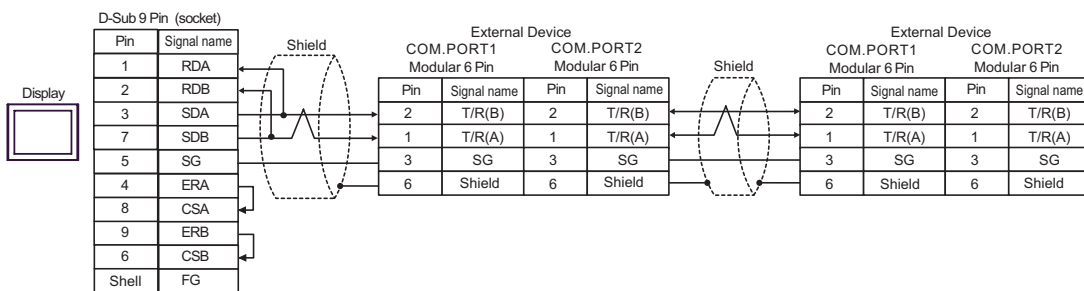 D-Sub 9 Pin (socket)
Pin Signal name
1 RDA
2 RDB
3 SDA
7 SDB
5 SG
4 ERA
8 CSA
9 ERB
6 CSB
Shell FG
Display
Shield
External Device
COM.PORT1 COM.PORT2
Modular 6 Pin Modular 6 Pin
Pin Signal name Pin Signal name
2 T/R(B) 2 T/R(B)
1 T/R(A) 1 T/R(A)
3 SG 3 SG
6 Shield 6 Shield
Shield
External Device
COM.PORT1 COM.PORT2
Modular 6 Pin Modular 6 Pin
Pin Signal name Pin Signal name
2 T/R(B) 2 T/R(B)
1 T/R(A) 1 T/R(A)
3 SG 3 SG
6 Shield 6 Shield